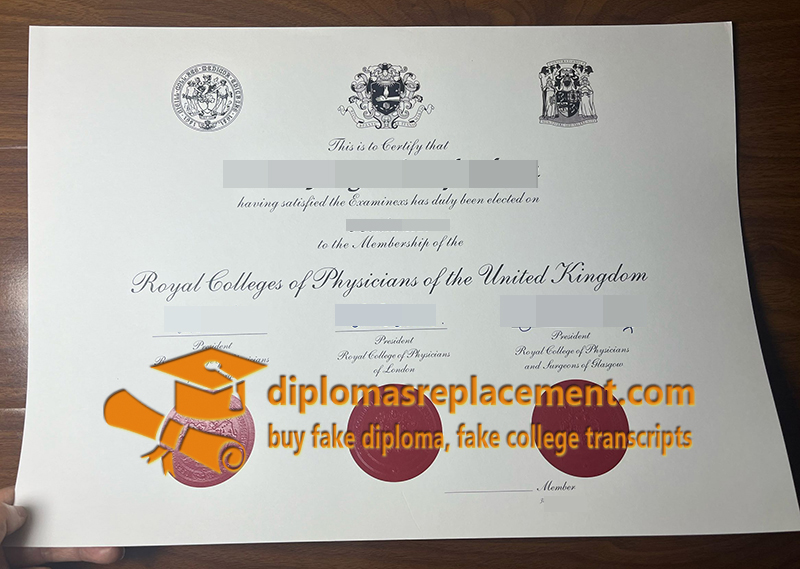 This is to Certify that
having satisfied the Examinexs has duly been elected on
to the Membership of the
Royal Colleges of Physicians of the United Kingdom
President
President
Royal College of Physicians
of London
President
Royal College of Physicians
and Surgeons of Glasgow
diplomasreplacement.com
buy fake diploma, fake college transcripts
Member